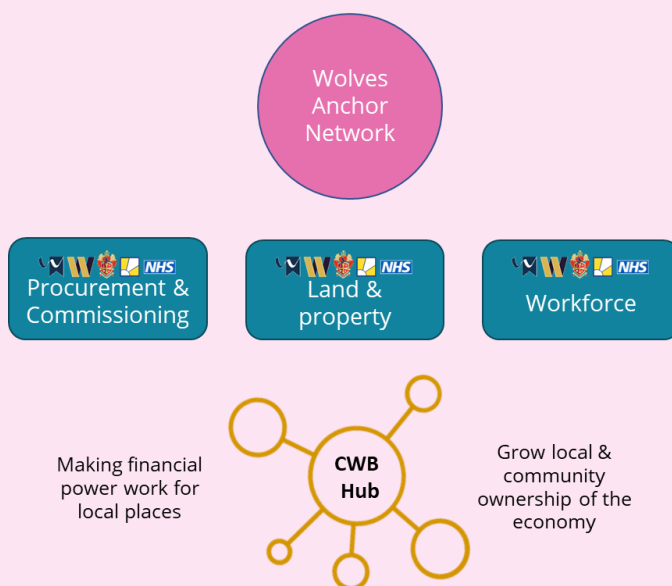 Wolves
Anchor
Network
NHS
Procurement &
Commissioning
NHS
Land &
property
NHS
Workforce
Making financial
power work for
local places
CWB
Hub
Grow local &
community
ownership of the
economy